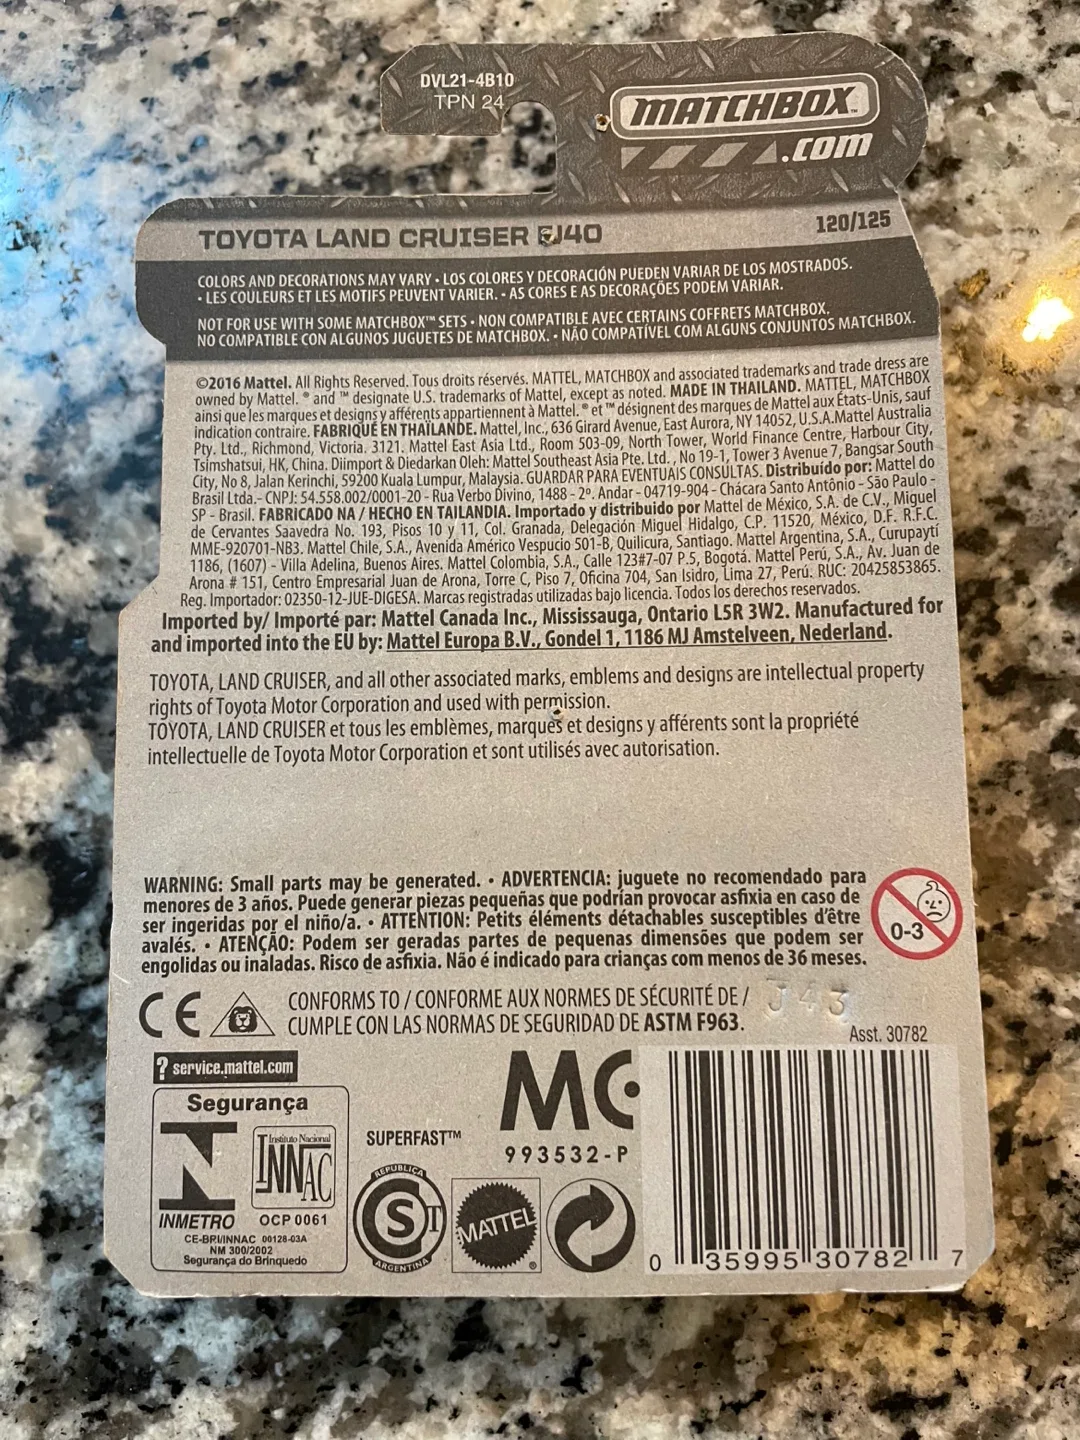 DVL21-4B10
TPN 24
MATCHBOX™
.com
TOYOTA LAND CRUISER FJ40
120/125
COLORS AND DECORATIONS MAY VARY • LOS COLORES Y DECORACIÓN PUEDEN VARIAR DE LOS MOSTRADOS.
• LES COULEURS ET LES MOTIFS PEUVENT VARIER. • AS CORES E AS DECORAÇÕES PODEM VARIAR.
NOT FOR USE WITH SOME MATCHBOX™ SETS • NON COMPATIBLE AVEC CERTAINS COFFRETS MATCHBOX.
NO COMPATIBLE CON ALGUNOS JUGUETES DE MATCHBOX. • NÃO COMPATÍVEL COM ALGUNS CONJUNTOS MATCHBOX.
©2016 Mattel. All Rights Reserved. Tous droits réservés. MATTEL, MATCHBOX and associated trademarks and trade dress are
owned by Mattel. ® and ™ designate U.S. trademarks of Mattel, except as noted. MADE IN THAILAND. MATTEL, MATCHBOX
ainsi que les marques et designs y afférents appartiennent à Mattel. ® et ™ désignent des marques de Mattel aux États-Unis, sauf
indication contraire. FABRIQUÉ EN THAÏLANDE. Mattel, Inc., 636 Girard Avenue, East Aurora, NY 14052, U.S.A. Mattel Australia
Pty. Ltd., Richmond, Victoria. 3121. Mattel East Asia Ltd., Room 503-09, North Tower, World Finance Centre, Harbour City,
Tsimshatsui, HK, China. Diimport & Diedarkan Oleh: Mattel Southeast Asia Pte. Ltd. , No 19-1, Tower 3 Avenue 7, Bangsar South
City, No 8, Jalan Kerinchi, 59200 Kuala Lumpur, Malaysia. GUARDAR PARA EVENTUAIS CONSULTAS. Distribuído por: Mattel do
Brasil Ltda.- CNPJ: 54.558.002/0001-20 - Rua Verbo Divino, 1488 - 2º. Andar - 04719-904 - Chácara Santo Antônio - São Paulo -
SP - Brasil. FABRICADO NA / HECHO EN TAILANDIA. Importado y distribuido por Mattel de México, S.A. de C.V., Miguel
de Cervantes Saavedra No. 193, Pisos 10 y 11, Col. Granada, Delegación Miguel Hidalgo, C.P. 11520, México, D.F. R.F.C.
MME-920701-NB3. Mattel Chile, S.A., Avenida Américo Vespucio 501-B, Quilicura, Santiago. Mattel Argentina, S.A., Curupaytí
1186, (1607) - Villa Adelina, Buenos Aires. Mattel Colombia, S.A., Calle 123#7-07 P.5, Bogotá. Mattel Perú, S.A., Av. Juan de
Arona # 151, Centro Empresarial Juan de Arona, Torre C, Piso 7, Oficina 704, San Isidro, Lima 27, Perú. RUC: 20425853865.
Reg. Importador: 02350-12-JUE-DIGESA. Marcas registradas utilizadas bajo licencia. Todos los derechos reservados.
Imported by/ Importé par: Mattel Canada Inc., Mississauga, Ontario L5R 3W2. Manufactured for
and imported into the EU by: Mattel Europa B.V., Gondel 1, 1186 MJ Amstelveen, Nederland.
TOYOTA, LAND CRUISER, and all other associated marks, emblems and designs are intellectual property
rights of Toyota Motor Corporation and used with permission.
TOYOTA, LAND CRUISER et tous les emblèmes, marques et designs y afférents sont la propriété
intellectuelle de Toyota Motor Corporation et sont utilisés avec autorisation.
WARNING: Small parts may be generated. • ADVERTENCIA: juguete no recomendado para
menores de 3 años. Puede generar piezas pequeñas que podrían provocar asfixia en caso de
ser ingeridas por el niño/a. • ATTENTION: Petits éléments détachables susceptibles d'être
avalés. • ATENÇÃO: Podem ser geradas partes de pequenas dimensões que podem ser
engolidas ou inaladas. Risco de asfixia. Não é indicado para crianças com menos de 36 meses.
0-3
CE
CONFORMS TO / CONFORME AUX NORMES DE SÉCURITÉ DE /
CUMPLE CON LAS NORMAS DE SEGURIDAD DE ASTM F963.
J43
Asst. 30782
? service.mattel.com
Segurança
INMETRO
Instituto Nacional
INNAC
OCP 0061
CE-BRI/INNAC 00128-03A
NM 300/2002
Segurança do Brinquedo
SUPERFAST™
MC
993532-P
REPUBLICA
S T
ARGENTINA
MATTEL®
0 35995 30782 7